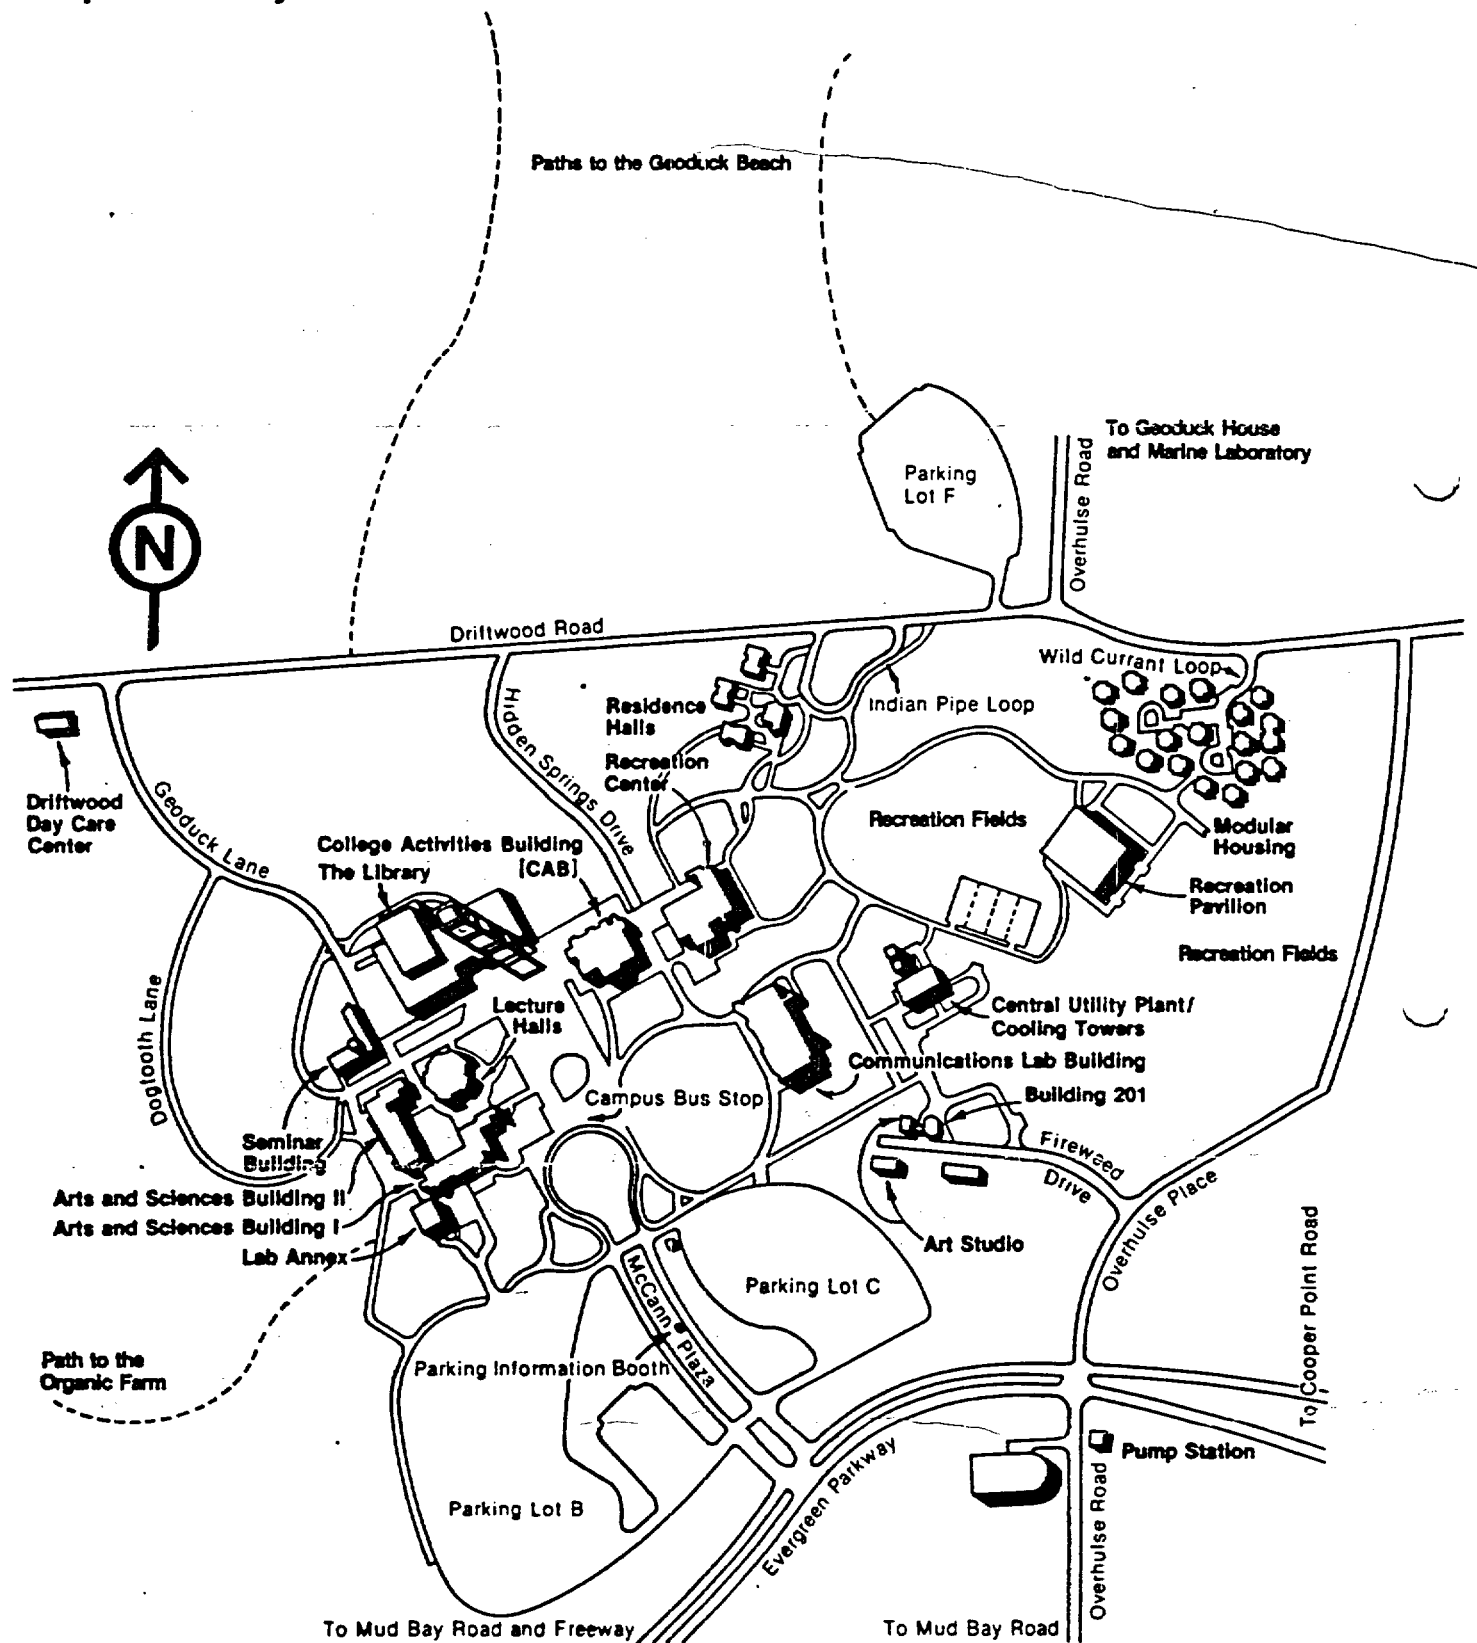 Paths to the Geoduck Beach
To Geoduck House
and Marine Laboratory
Parking
Lot F
Overhulse Road
N
Driftwood Road
Wild Currant Loop
Indian Pipe Loop
Residence
Halls
Hidden Springs Drive
Recreation
Center
Driftwood
Day Care
Center
Geoduck Lane
Recreation Fields
Modular
Housing
College Activities Building
[CAB]
The Library
Recreation
Pavilion
Recreation Fields
Dogtooth Lane
Lecture
Halls
Central Utility Plant/
Cooling Towers
Communications Lab Building
Campus Bus Stop
Building 201
Seminar
Building
Fireweed
Drive
Overhulse Place
Arts and Sciences Building II
Arts and Sciences Building I
Lab Annex
Art Studio
Parking Lot C
McCann Plaza
To Cooper Point Road
Path to the
Organic Farm
Parking Information Booth
Pump Station
Parking Lot B
Evergreen Parkway
Overhulse Road
To Mud Bay Road and Freeway
To Mud Bay Road